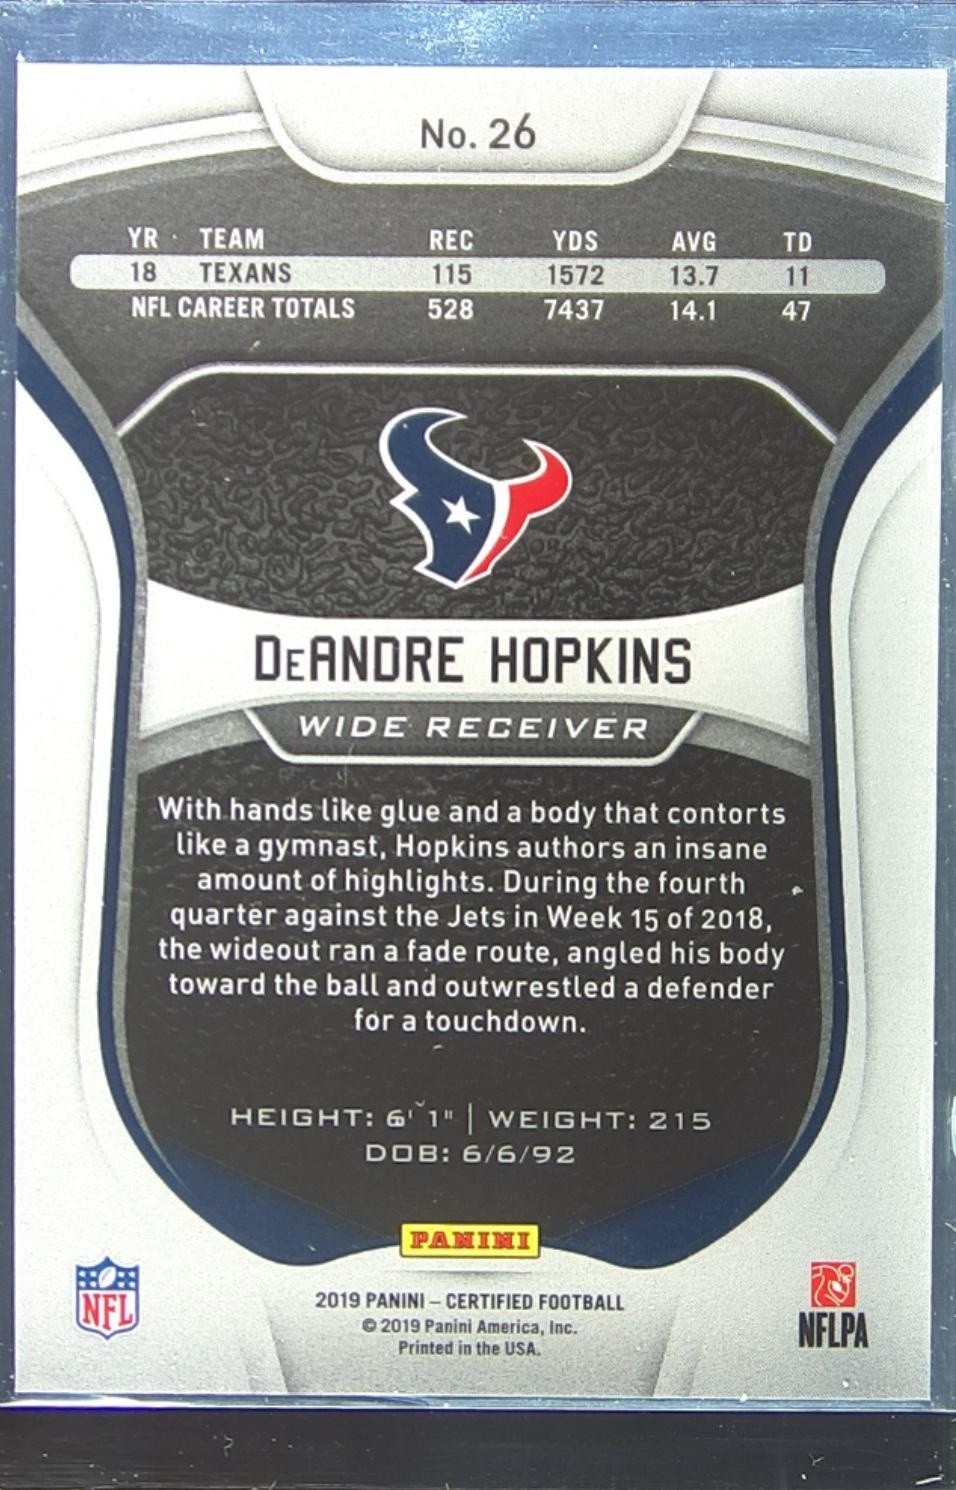 No. 26
YR TEAM REC YDS AVG TD
18 TEXANS 115 1572 13.7 11
NFL CAREER TOTALS 528 7437 14.1 47
DeANDRE HOPKINS
WIDE RECEIVER
With hands like glue and a body that contorts
like a gymnast, Hopkins authors an insane
amount of highlights. During the fourth
quarter against the Jets in Week 15 of 2018,
the wideout ran a fade route, angled his body
toward the ball and outwrestled a defender
for a touchdown.
HEIGHT: 6' 1" | WEIGHT: 215
DOB: 6/6/92
PANINI
NFL
2019 PANINI – CERTIFIED FOOTBALL
© 2019 Panini America, Inc.
Printed in the USA.
NFLPA